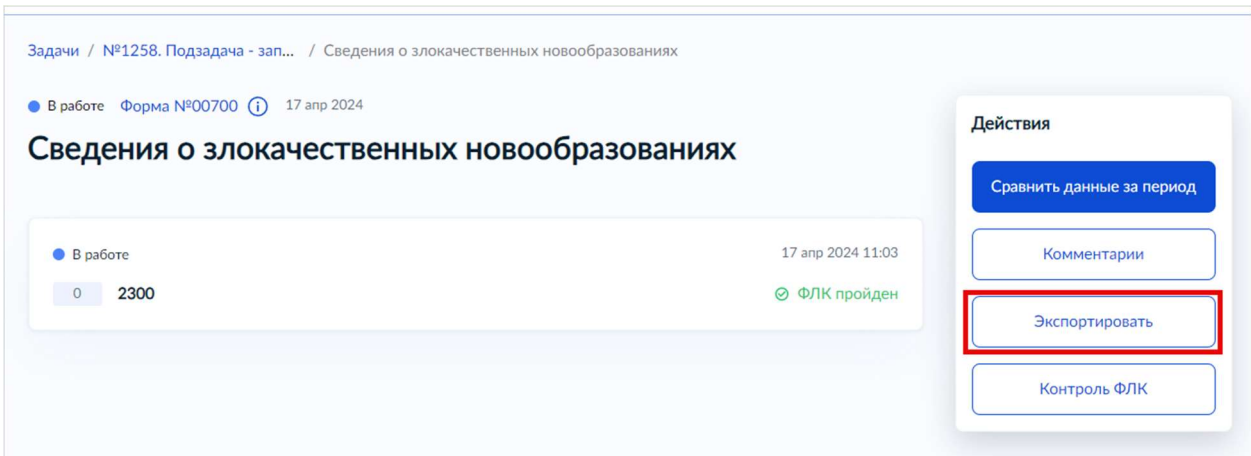 Задачи / №1258. Подзадача - зап... / Сведения о злокачественных новообразованиях
В работе Форма №00700 i 17 апр 2024
Сведения о злокачественных новообразованиях
В работе 17 апр 2024 11:03
0 2300 ФЛК пройден
Действия
Сравнить данные за период
Комментарии
Экспортировать
Контроль ФЛК